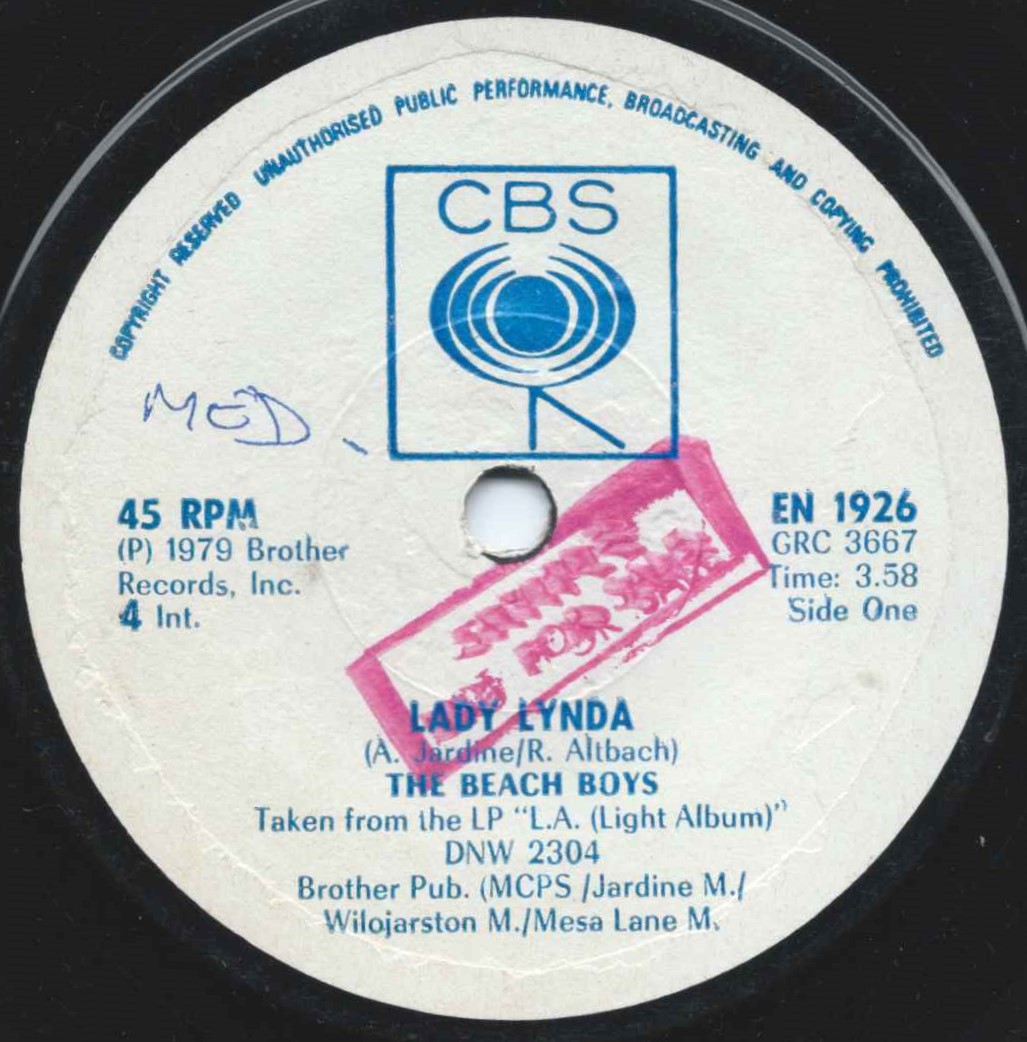 COPYRIGHT RESERVED UNAUTHORISED PUBLIC PERFORMANCE, BROADCASTING AND COPYING PROHIBITED
CBS
MED
45 RPM
(P) 1979 Brother
Records, Inc.
4 Int.
EN 1926
GRC 3667
Time: 3.58
Side One
LADY LYNDA
(A. Jardine/R. Altbach)
THE BEACH BOYS
Taken from the LP "L.A. (Light Album)"
DNW 2304
Brother Pub. (MCPS /Jardine M./
Wilojarston M./Mesa Lane M.